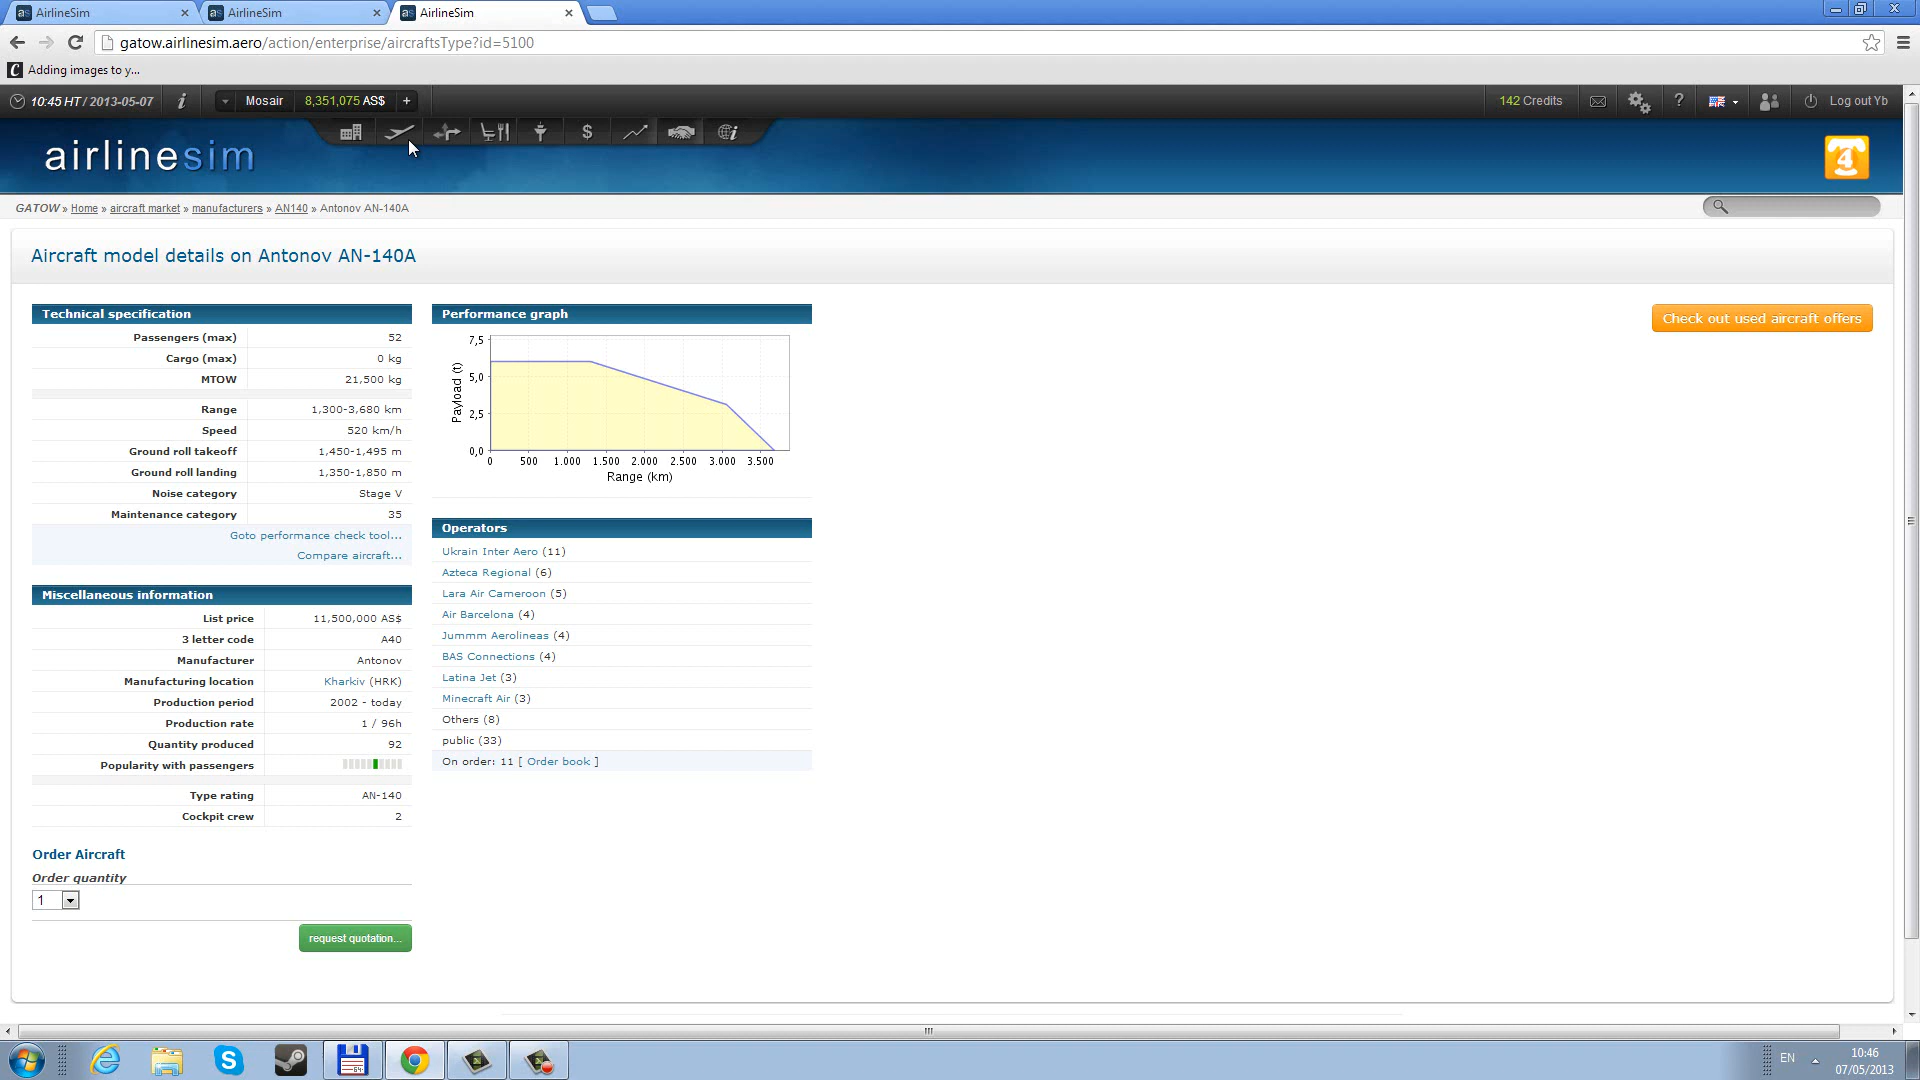 AirlineSim
AirlineSim
AirlineSim
gatow.airlinesim.aero/action/enterprise/aircraftsType?id=5100
Adding images to y...
10:45 HT / 2013-05-07
Mosair
8,351,075 AS$
+
142 Credits
?
Log out Yb
$
airlinesim
4
GATOW » Home » aircraft market » manufacturers » AN140 » Antonov AN-140A
Aircraft model details on Antonov AN-140A
Technical specification
Passengers (max) 52
Cargo (max) 0 kg
MTOW 21,500 kg
Range 1,300-3,680 km
Speed 520 km/h
Ground roll takeoff 1,450-1,495 m
Ground roll landing 1,350-1,850 m
Noise category Stage V
Maintenance category 35
Goto performance check tool...
Compare aircraft...
Miscellaneous information
List price 11,500,000 AS$
3 letter code A40
Manufacturer Antonov
Manufacturing location Kharkiv (HRK)
Production period 2002 - today
Production rate 1 / 96h
Quantity produced 92
Popularity with passengers
Type rating AN-140
Cockpit crew 2
Order Aircraft
Order quantity
1
request quotation...
Performance graph
7,5
5,0
2,5
0,0
Payload (t)
0 500 1.000 1.500 2.000 2.500 3.000 3.500
Range (km)
Operators
Ukrain Inter Aero (11)
Azteca Regional (6)
Lara Air Cameroon (5)
Air Barcelona (4)
Jummm Aerolineas (4)
BAS Connections (4)
Latina Jet (3)
Minecraft Air (3)
Others (8)
public (33)
On order: 11 [ Order book ]
Check out used aircraft offers
64
EN
10:46
07/05/2013